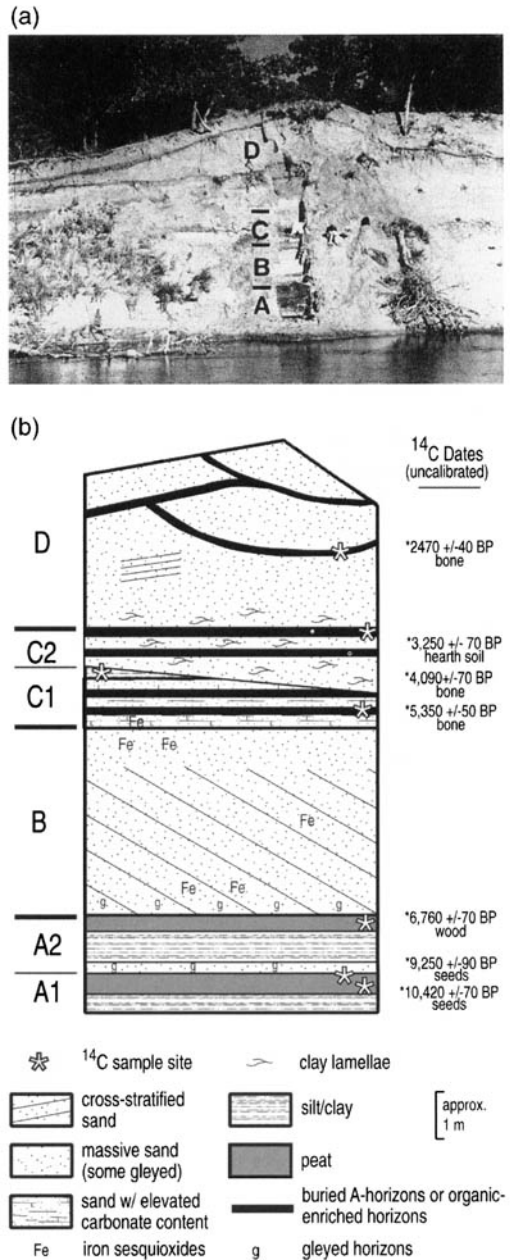 (a)
D
C
B
A
(b)
14C Dates
(uncalibrated)
D
*2470 +/-40 BP
bone
C2
*3,250 +/- 70 BP
hearth soil
*4,090+/-70 BP
bone
C1
*5,350 +/-50 BP
bone
Fe
Fe
Fe Fe
B
Fe
Fe Fe
g g g g g
*6,760 +/-70 BP
wood
A2
*9,250 +/-90 BP
seeds
g g g
A1
*10,420 +/-70 BP
seeds
14C sample site
clay lamellae
cross-stratified
sand
silt/clay
approx.
1 m
massive sand
(some gleyed)
peat
sand w/ elevated
carbonate content
buried A-horizons or organic-
enriched horizons
Fe iron sesquioxides
g gleyed horizons